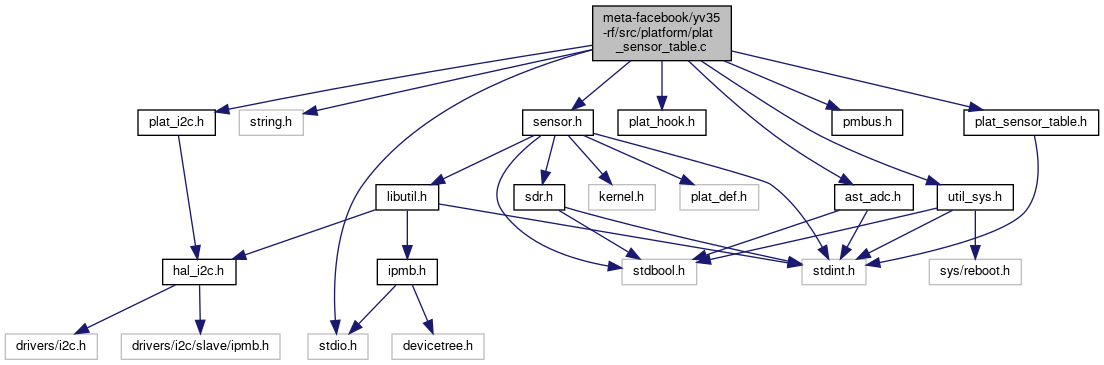 meta-facebook/yv35
-rf/src/platform/plat
_sensor_table.c
plat_i2c.h
string.h
sensor.h
plat_hook.h
pmbus.h
plat_sensor_table.h
libutil.h
sdr.h
kernel.h
plat_def.h
ast_adc.h
util_sys.h
hal_i2c.h
ipmb.h
stdbool.h
stdint.h
sys/reboot.h
drivers/i2c.h
drivers/i2c/slave/ipmb.h
stdio.h
devicetree.h